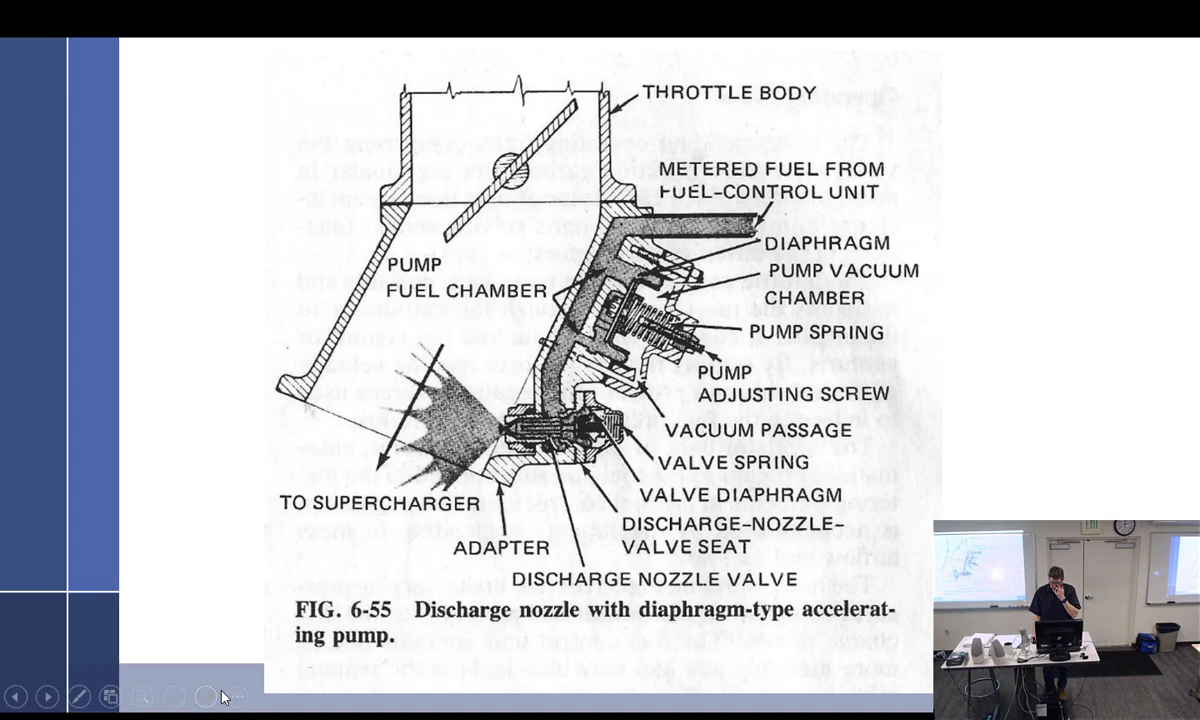 THROTTLE BODY
METERED FUEL FROM
FUEL-CONTROL UNIT
DIAPHRAGM
PUMP VACUUM
CHAMBER
PUMP
FUEL CHAMBER
PUMP SPRING
PUMP
ADJUSTING SCREW
VACUUM PASSAGE
VALVE SPRING
VALVE DIAPHRAGM
TO SUPERCHARGER
DISCHARGE-NOZZLE-
VALVE SEAT
ADAPTER
DISCHARGE NOZZLE VALVE
FIG. 6-55 Discharge nozzle with diaphragm-type accelerat-
ing pump.